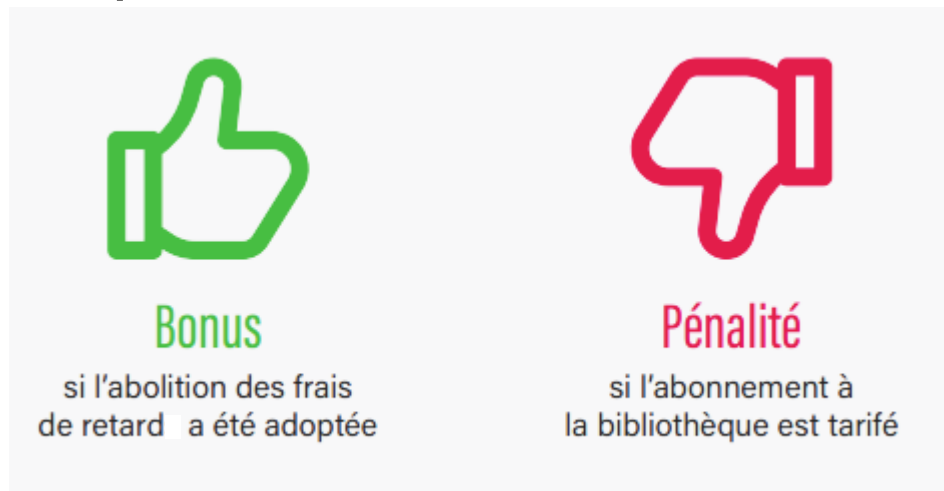 Bonus
si l'abolition des frais
de retard a été adoptée
Pénalité
si l'abonnement à
la bibliothèque est tarifé